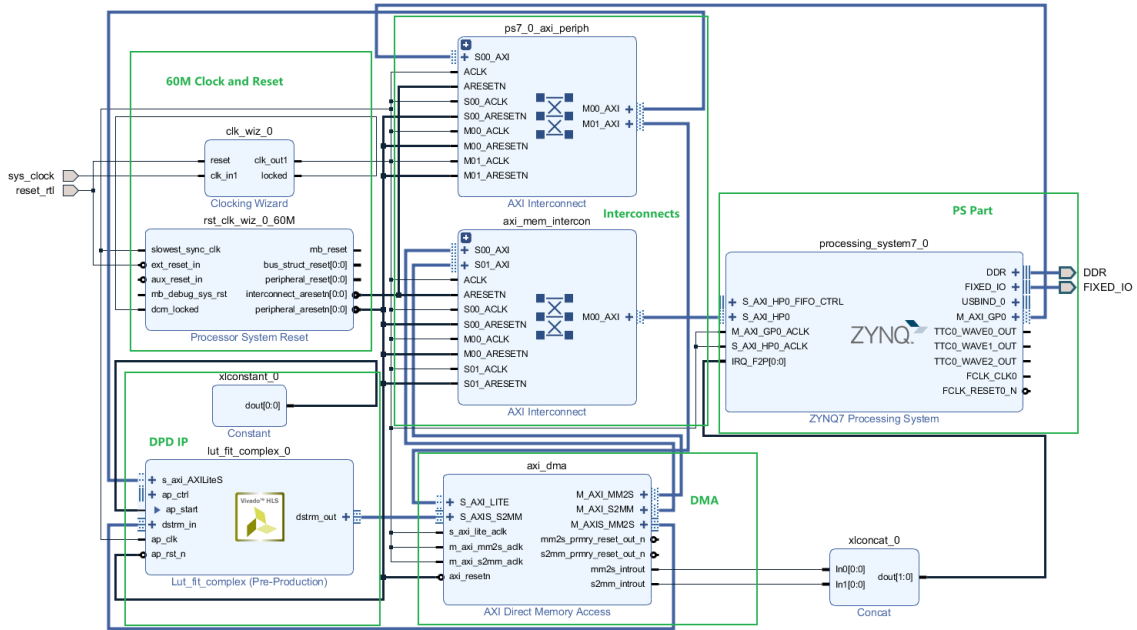 ps7_0_axi_periph
S00_AXI
ACLK
ARESETN
S00_ACLK
S00_ARESETN
M00_ACLK
M00_ARESETN
M01_ACLK
M01_ARESETN
M00_AXI
M01_AXI
AXI Interconnect
60M Clock and Reset
clk_wiz_0
reset
clk_in1
clk_out1
locked
Clocking Wizard
sys_clock
reset_rtl
rst_clk_wiz_0_60M
slowest_sync_clk
ext_reset_in
aux_reset_in
mb_debug_sys_rst
dcm_locked
mb_reset
bus_struct_reset[0:0]
peripheral_reset[0:0]
interconnect_aresetn[0:0]
peripheral_aresetn[0:0]
Processor System Reset
Interconnects
axi_mem_intercon
S00_AXI
S01_AXI
ACLK
ARESETN
S00_ACLK
S00_ARESETN
M00_ACLK
M00_ARESETN
S01_ACLK
S01_ARESETN
M00_AXI
AXI Interconnect
PS Part
processing_system7_0
S_AXI_HP0_FIFO_CTRL
S_AXI_HP0
M_AXI_GP0_ACLK
S_AXI_HP0_ACLK
IRQ_F2P[0:0]
ZYNQ
DDR
FIXED_IO
USBIND_0
M_AXI_GP0
TTC0_WAVE0_OUT
TTC0_WAVE1_OUT
TTC0_WAVE2_OUT
FCLK_CLK0
FCLK_RESET0_N
ZYNQ7 Processing System
DDR
FIXED_IO
xlconstant_0
dout[0:0]
Constant
DPD IP
lut_fit_complex_0
s_axi_AXILiteS
ap_ctrl
ap_start
dstrm_in
ap_clk
ap_rst_n
Vivado™ HLS
dstrm_out
Lut_fit_complex (Pre-Production)
axi_dma
S_AXI_LITE
S_AXIS_S2MM
s_axi_lite_aclk
m_axi_mm2s_aclk
m_axi_s2mm_aclk
axi_resetn
M_AXI_MM2S
M_AXI_S2MM
M_AXIS_MM2S
mm2s_prmry_reset_out_n
s2mm_prmry_reset_out_n
mm2s_introut
s2mm_introut
AXI Direct Memory Access
DMA
xlconcat_0
In0[0:0]
In1[0:0]
dout[1:0]
Concat